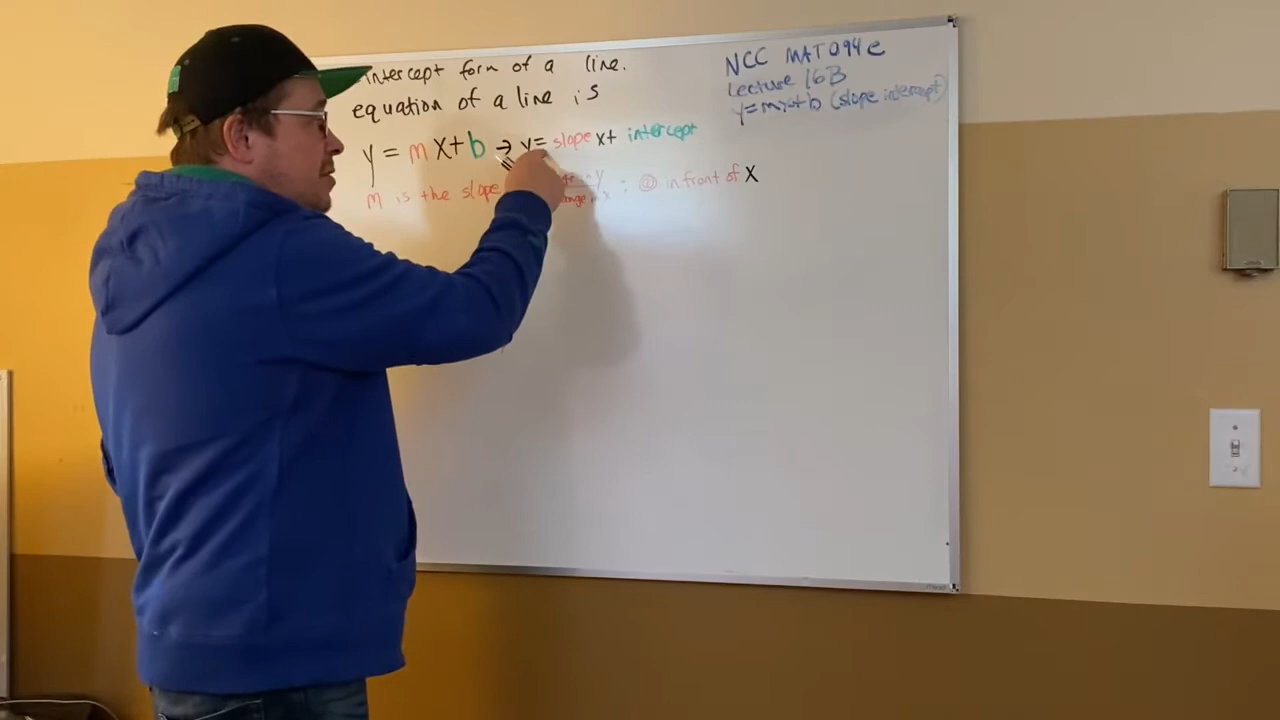 intercept form of a line.
equation of a line is
y = mx+b → y= slope x+ intercept
m is the slope in y : @ in front of x
NCC MAT094e
Lecture 16B
y=mx+b (slope intercept)